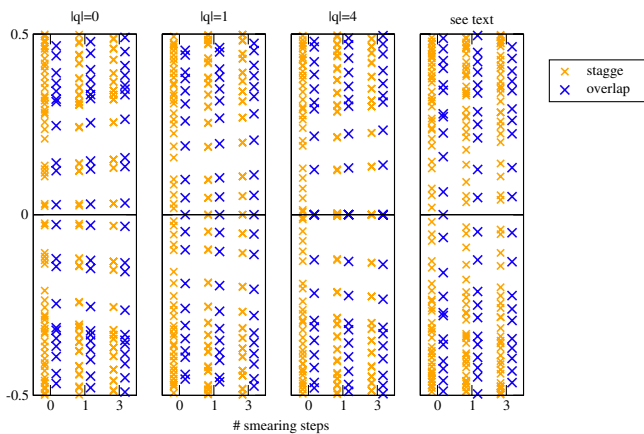 |q|=0 |q|=1 |q|=4 see text
0.5
0
-0.5
stagge
overlap
0 1 3 0 1 3 0 1 3 0 1 3
# smearing steps